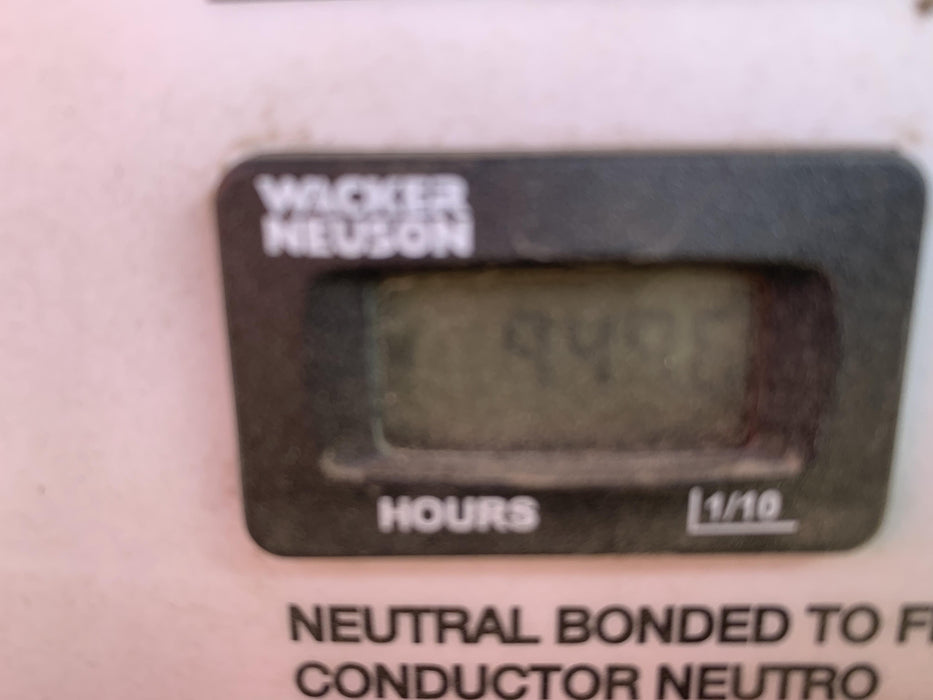 WACKER
NEUSON
HOURS
1/10
NEUTRAL BONDED TO
CONDUCTOR NEUTRO